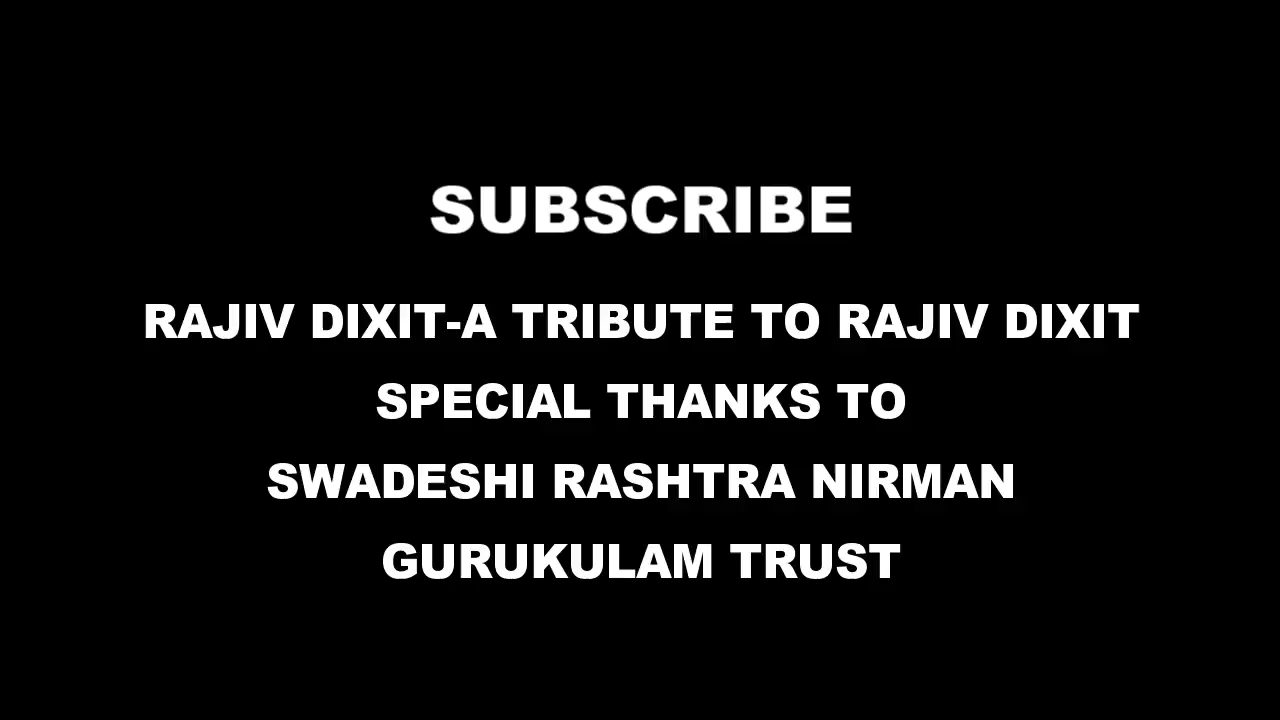 SUBSCRIBE
RAJIV DIXIT-A TRIBUTE TO RAJIV DIXIT
SPECIAL THANKS TO
SWADESHI RASHTRA NIRMAN
GURUKULAM TRUST